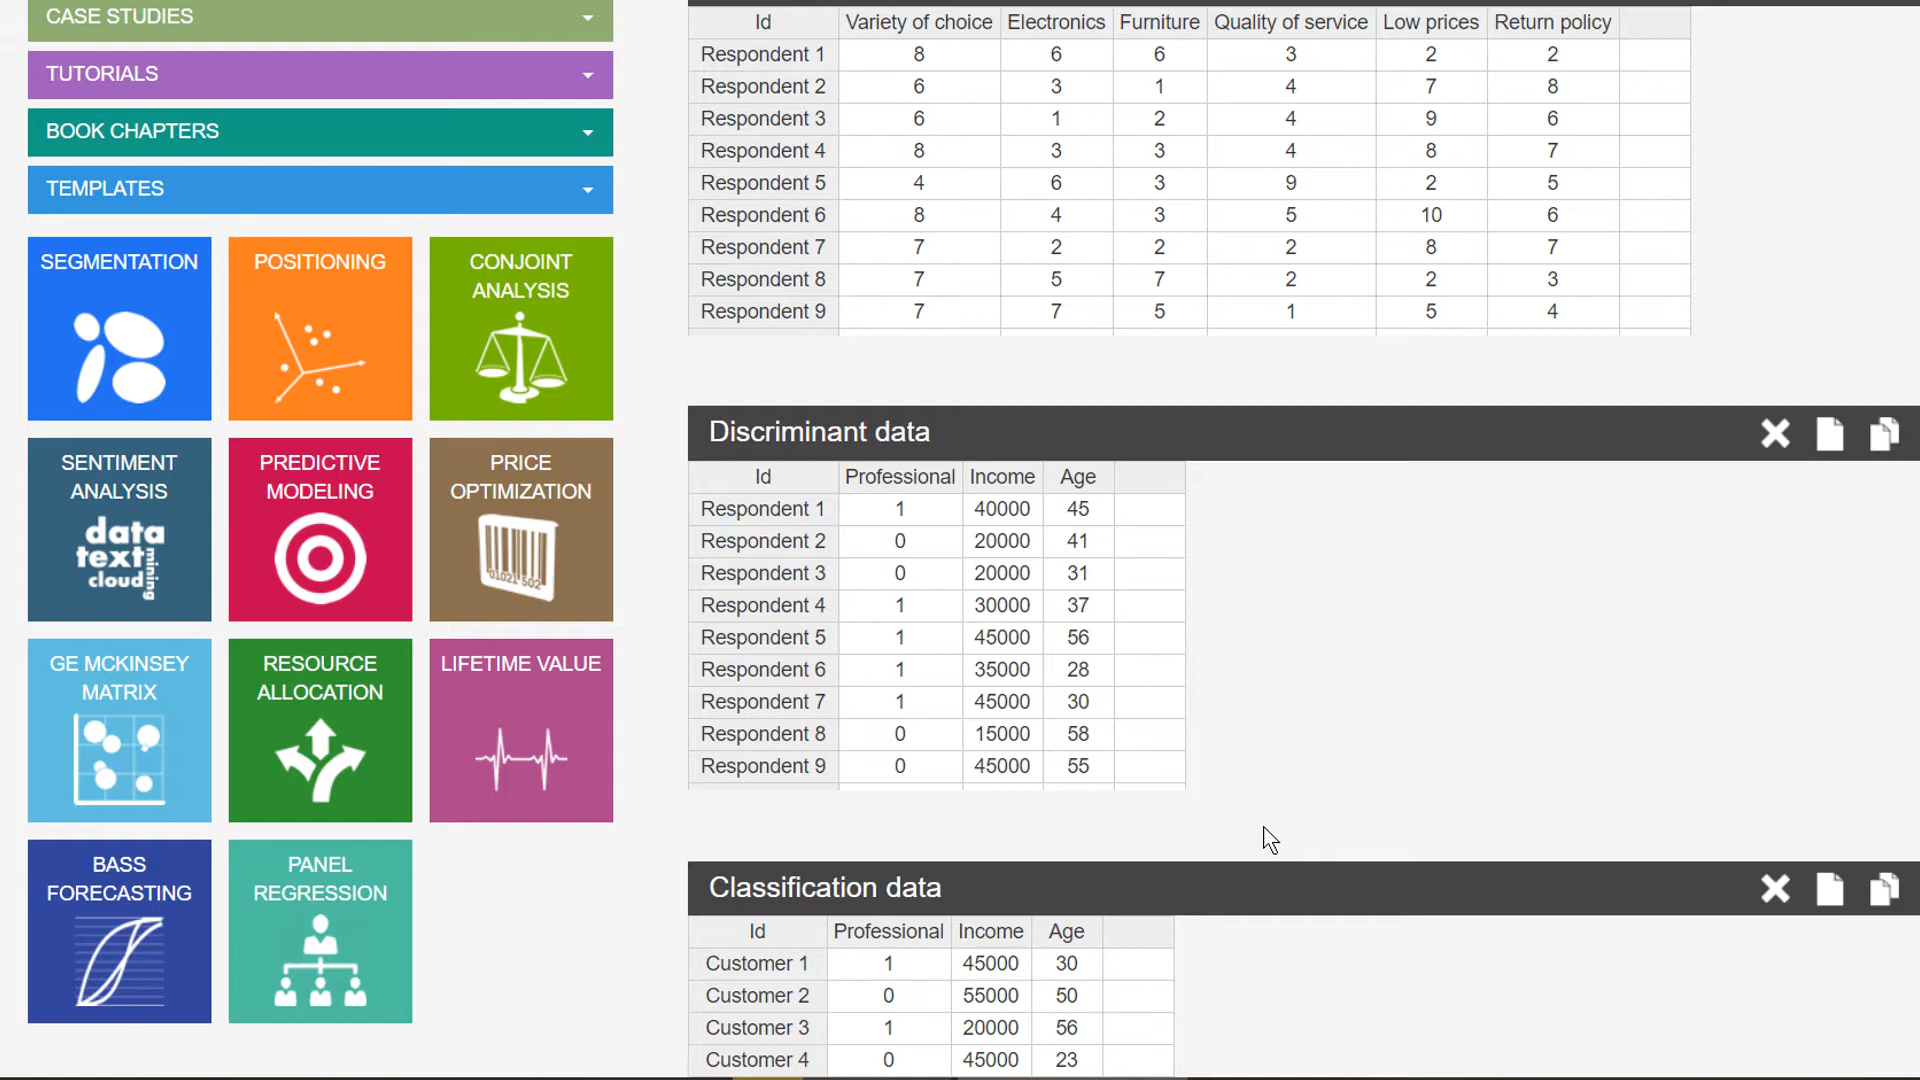 CASE STUDIES
TUTORIALS
BOOK CHAPTERS
TEMPLATES
SEGMENTATION
POSITIONING
CONJOINT
ANALYSIS
SENTIMENT
ANALYSIS
data
text
mining
cloud
PREDICTIVE
MODELING
PRICE
OPTIMIZATION
01021 502
GE MCKINSEY
MATRIX
RESOURCE
ALLOCATION
LIFETIME VALUE
BASS
FORECASTING
PANEL
REGRESSION
Id Variety of choice Electronics Furniture Quality of service Low prices Return policy
Respondent 1 8 6 6 3 2 2
Respondent 2 6 3 1 4 7 8
Respondent 3 6 1 2 4 9 6
Respondent 4 8 3 3 4 8 7
Respondent 5 4 6 3 9 2 5
Respondent 6 8 4 3 5 10 6
Respondent 7 7 2 2 2 8 7
Respondent 8 7 5 7 2 2 3
Respondent 9 7 7 5 1 5 4
Discriminant data
Id Professional Income Age
Respondent 1 1 40000 45
Respondent 2 0 20000 41
Respondent 3 0 20000 31
Respondent 4 1 30000 37
Respondent 5 1 45000 56
Respondent 6 1 35000 28
Respondent 7 1 45000 30
Respondent 8 0 15000 58
Respondent 9 0 45000 55
Classification data
Id Professional Income Age
Customer 1 1 45000 30
Customer 2 0 55000 50
Customer 3 1 20000 56
Customer 4 0 45000 23